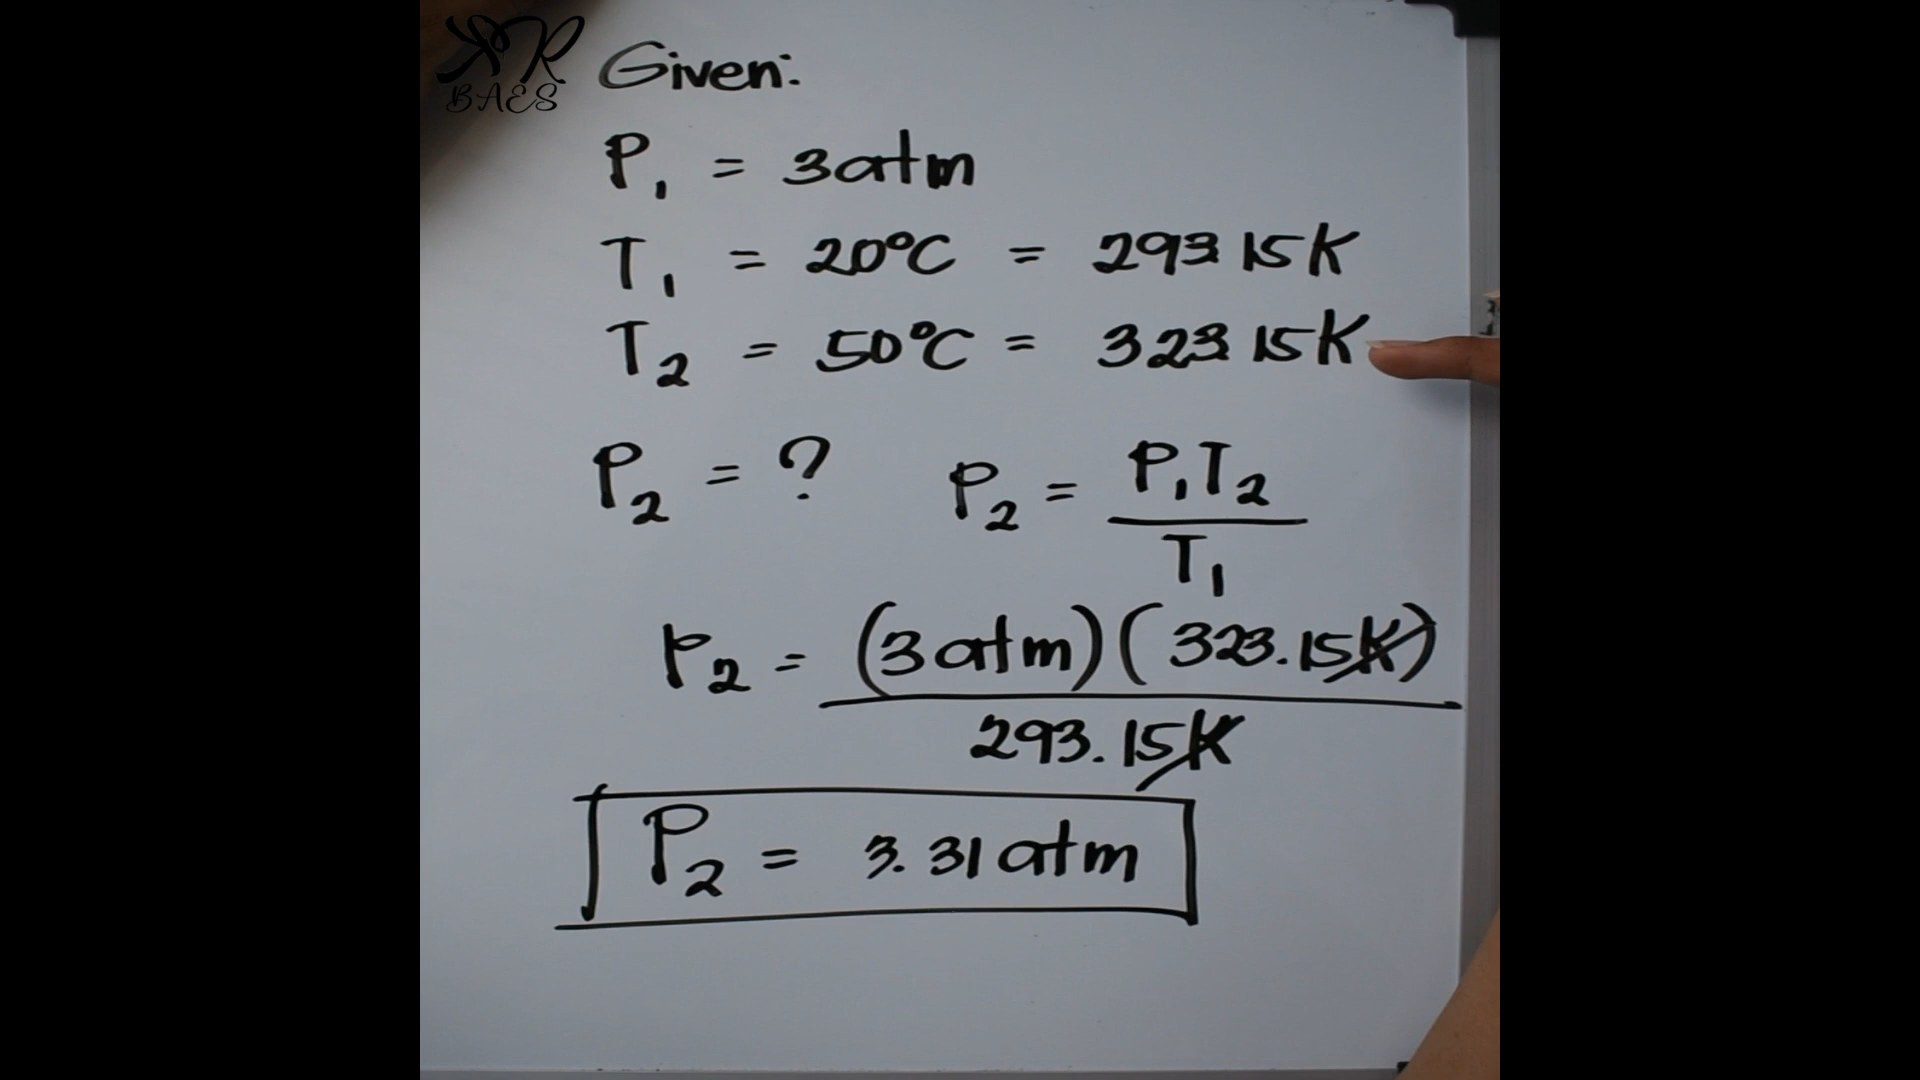 KR
BAES
Given:
P₁ = 3atm
T₁ = 20°C = 293.15K
T₂ = 50°C = 323.15K
P₂ = ? P₂ = P₁T₂ / T₁
P₂ = (3atm)(323.15K) / 293.15K
P₂ = 3.31atm